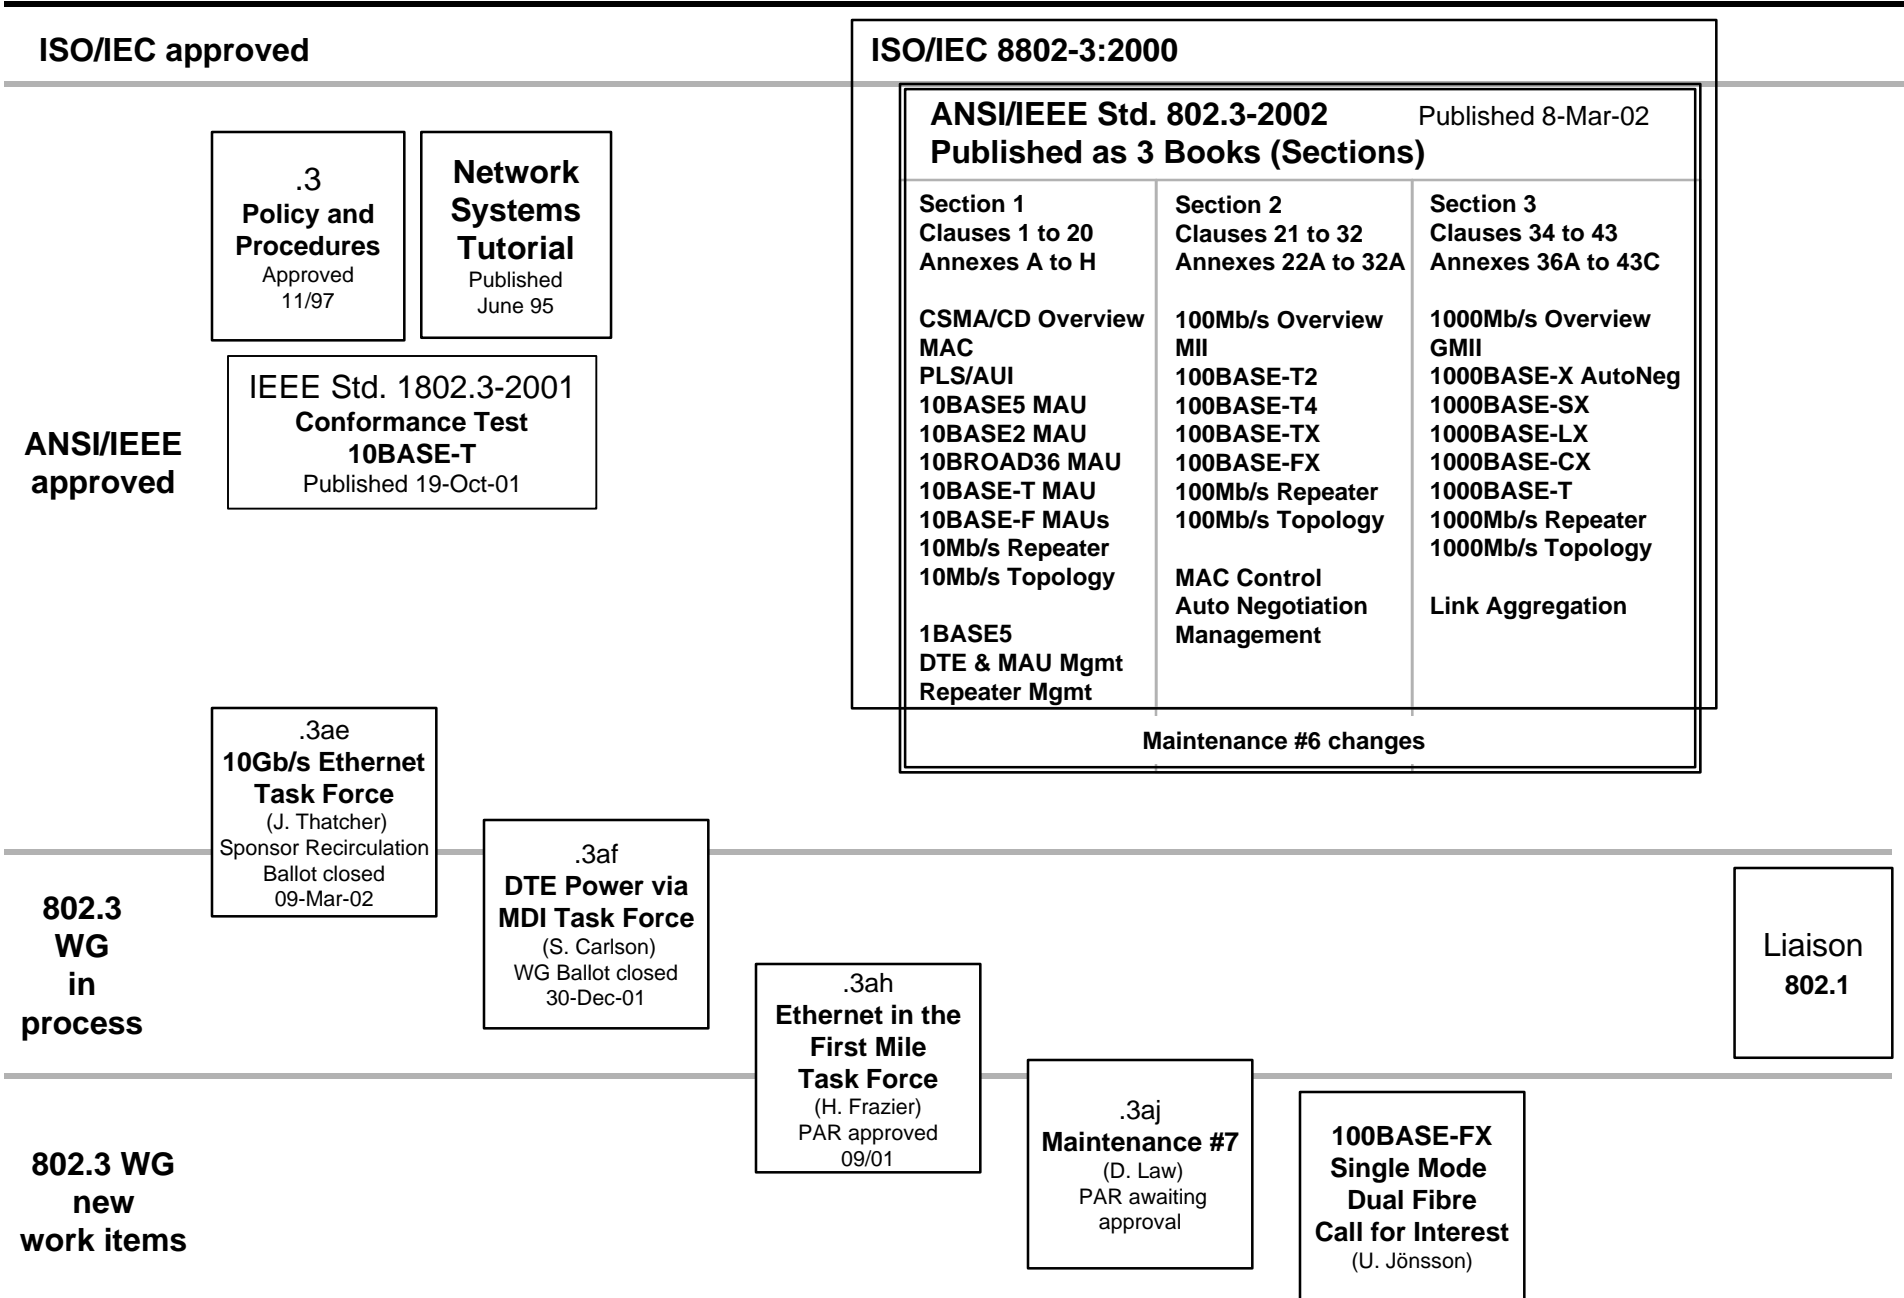 ISO/IEC approved
ISO/IEC 8802-3:2000
ANSI/IEEE Std. 802.3-2002
Published 8-Mar-02
Published as 3 Books (Sections)
.3
Policy and
Procedures
Approved
11/97
Network
Systems
Tutorial
Published
June 95
IEEE Std. 1802.3-2001
Conformance Test
10BASE-T
Published 19-Oct-01
ANSI/IEEE
approved
Section 1
Clauses 1 to 20
Annexes A to H
CSMA/CD Overview
MAC
PLS/AUI
10BASE5 MAU
10BASE2 MAU
10BROAD36 MAU
10BASE-T MAU
10BASE-F MAUs
10Mb/s Repeater
10Mb/s Topology
1BASE5
DTE & MAU Mgmt
Repeater Mgmt
Section 2
Clauses 21 to 32
Annexes 22A to 32A
100Mb/s Overview
MII
100BASE-T2
100BASE-T4
100BASE-TX
100BASE-FX
100Mb/s Repeater
100Mb/s Topology
MAC Control
Auto Negotiation
Management
Section 3
Clauses 34 to 43
Annexes 36A to 43C
1000Mb/s Overview
GMII
1000BASE-X AutoNeg
1000BASE-SX
1000BASE-LX
1000BASE-CX
1000BASE-T
1000Mb/s Repeater
1000Mb/s Topology
Link Aggregation
Maintenance #6 changes
.3ae
10Gb/s Ethernet
Task Force
(J. Thatcher)
Sponsor Recirculation
Ballot closed
09-Mar-02
.3af
DTE Power via
MDI Task Force
(S. Carlson)
WG Ballot closed
30-Dec-01
802.3
WG
in
process
.3ah
Ethernet in the
First Mile
Task Force
(H. Frazier)
PAR approved
09/01
Liaison
802.1
.3aj
Maintenance #7
(D. Law)
PAR awaiting
approval
100BASE-FX
Single Mode
Dual Fibre
Call for Interest
(U. Jönsson)
802.3 WG
new
work items